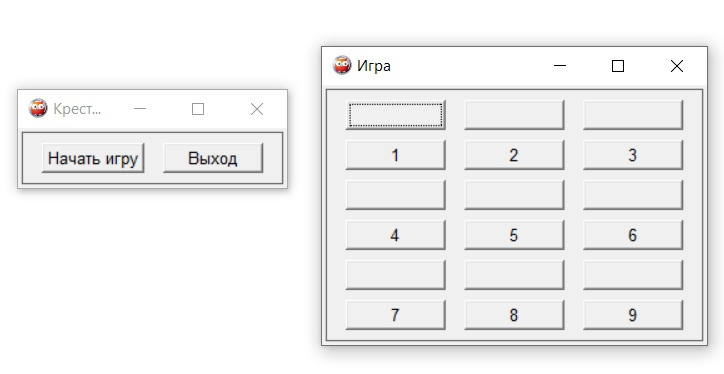 Крест...
Начать игру Выход
Игра
1 2 3
4 5 6
7 8 9